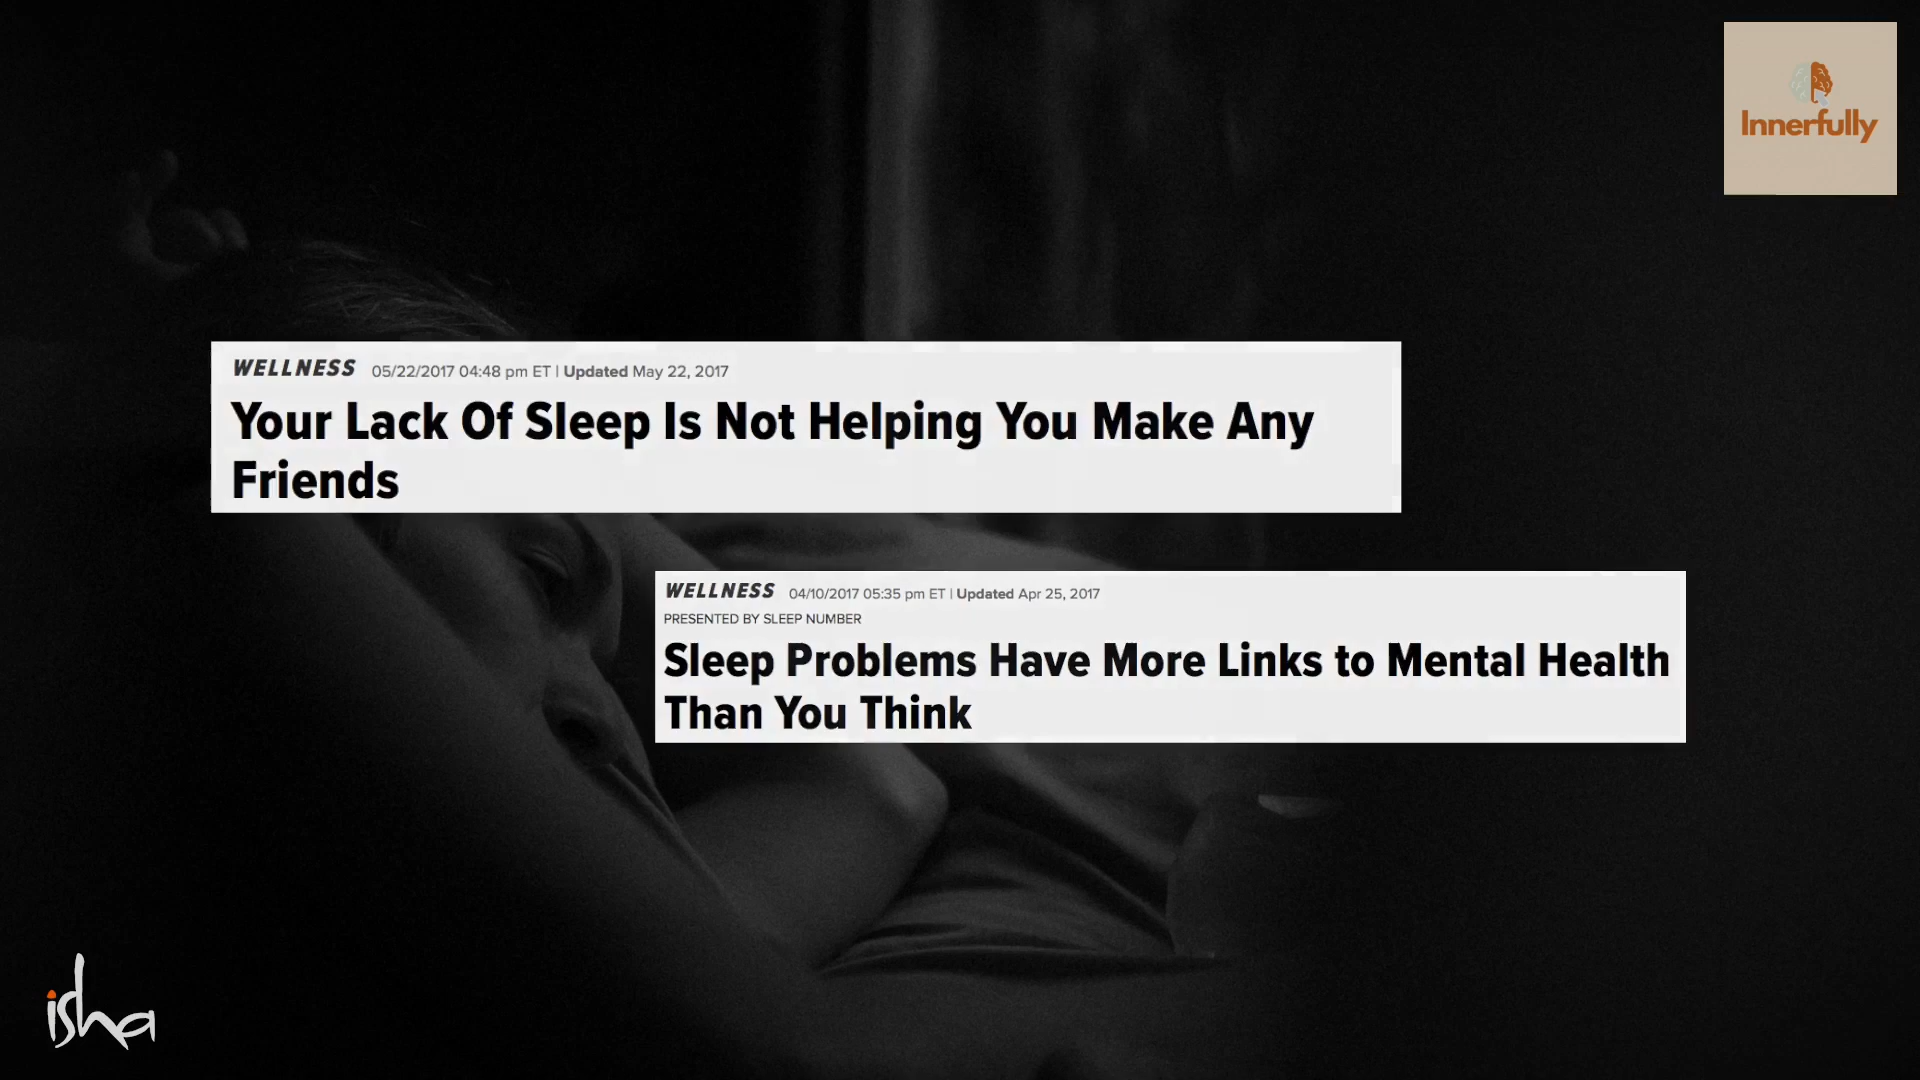 Innerfully
WELLNESS 05/22/2017 04:48 pm ET | Updated May 22, 2017
Your Lack Of Sleep Is Not Helping You Make Any
Friends
WELLNESS 04/10/2017 05:35 pm ET | Updated Apr 25, 2017
PRESENTED BY SLEEP NUMBER
Sleep Problems Have More Links to Mental Health
Than You Think
isha